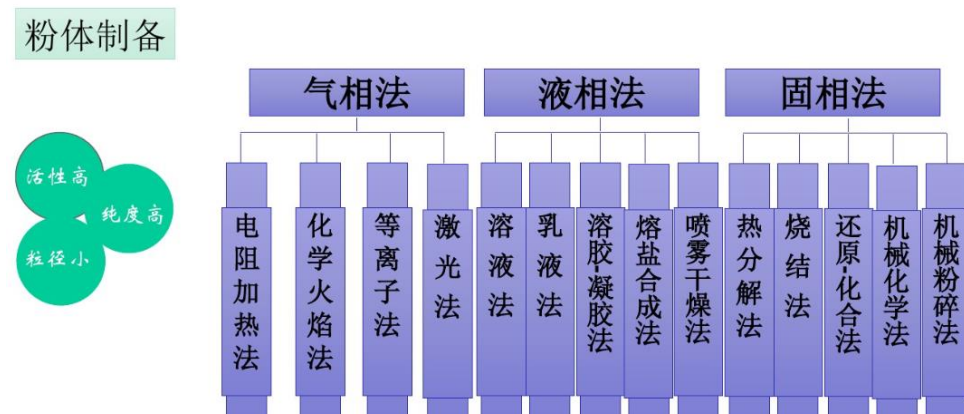 粉体制备
气相法
液相法
固相法
活性高
纯度高
粒径小
电阻加热法
化学火焰法
等离子法
激光法
溶液法
乳液法
溶胶-凝胶法
熔盐合成法
喷雾干燥法
热分解法
烧结法
还原-化合法
机械化学法
机械粉碎法